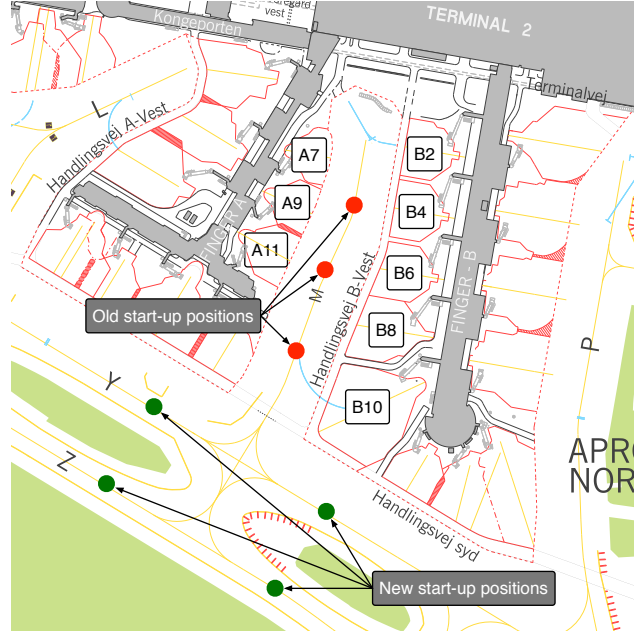 Kongeporten
vest
TERMINAL 2
Terminalvej
L
Handlingsvej A-Vest
A7
B2
A9
B4
FINGER A
A11
B6
Handlingsvej B-Vest
M
FINGER - B
Old start-up positions
B8
P
Y
B10
Z
APRO
NOR
Handlingsvej syd
New start-up positions